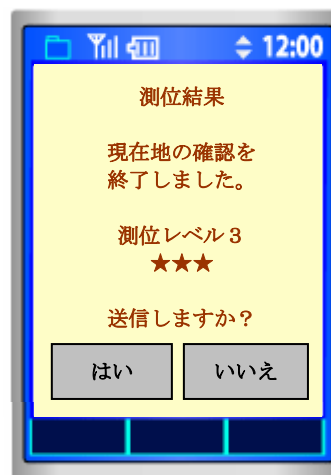 12:00
測位結果
現在地の確認を
終了しました。
測位レベル３
★★★
送信しますか？
はい いいえ